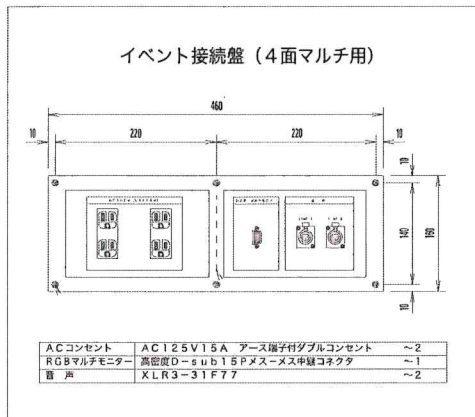 イベント接続盤（４面マルチ用）
460
10 220 220 10
10
140
160
10
ＡＣコンセント ＡＣ１２５Ｖ１５Ａ アース端子付ダブルコンセント ～２
ＲＧＢマルチモニター 高密度Ｄ－ｓｕｂ１５Ｐメス－メス中継コネクタ ～１
音 声 ＸＬＲ３－３１Ｆ７７ ～２